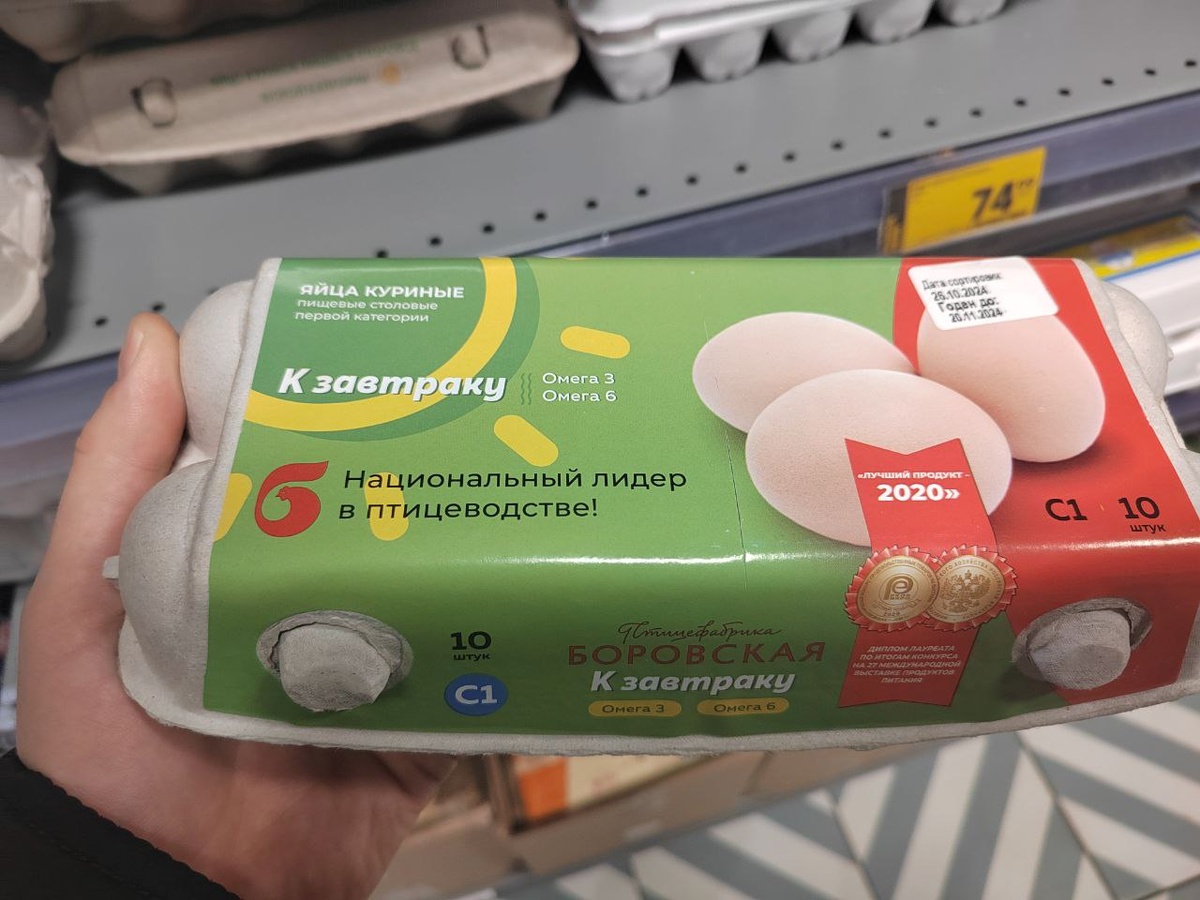 74
ЯЙЦА КУРИНЫЕ
пищевые столовые
первой категории
К завтраку
Омега 3
Омега 6
Национальный лидер
в птицеводстве!
Дата сортировки:
26.10.2024
Годен до:
20.11.2024
«ЛУЧШИЙ ПРОДУКТ -
2020»
С1 10
штук
10
штук
С1
Птицефабрика
БОРОВСКАЯ
К завтраку
Омега 3 Омега 6
ДИПЛОМ ЛАУРЕАТА
ПО ИТОГАМ КОНКУРСА
НА 27 МЕЖДУНАРОДНОЙ
ВЫСТАВКЕ ПРОДУКТОВ
ПИТАНИЯ